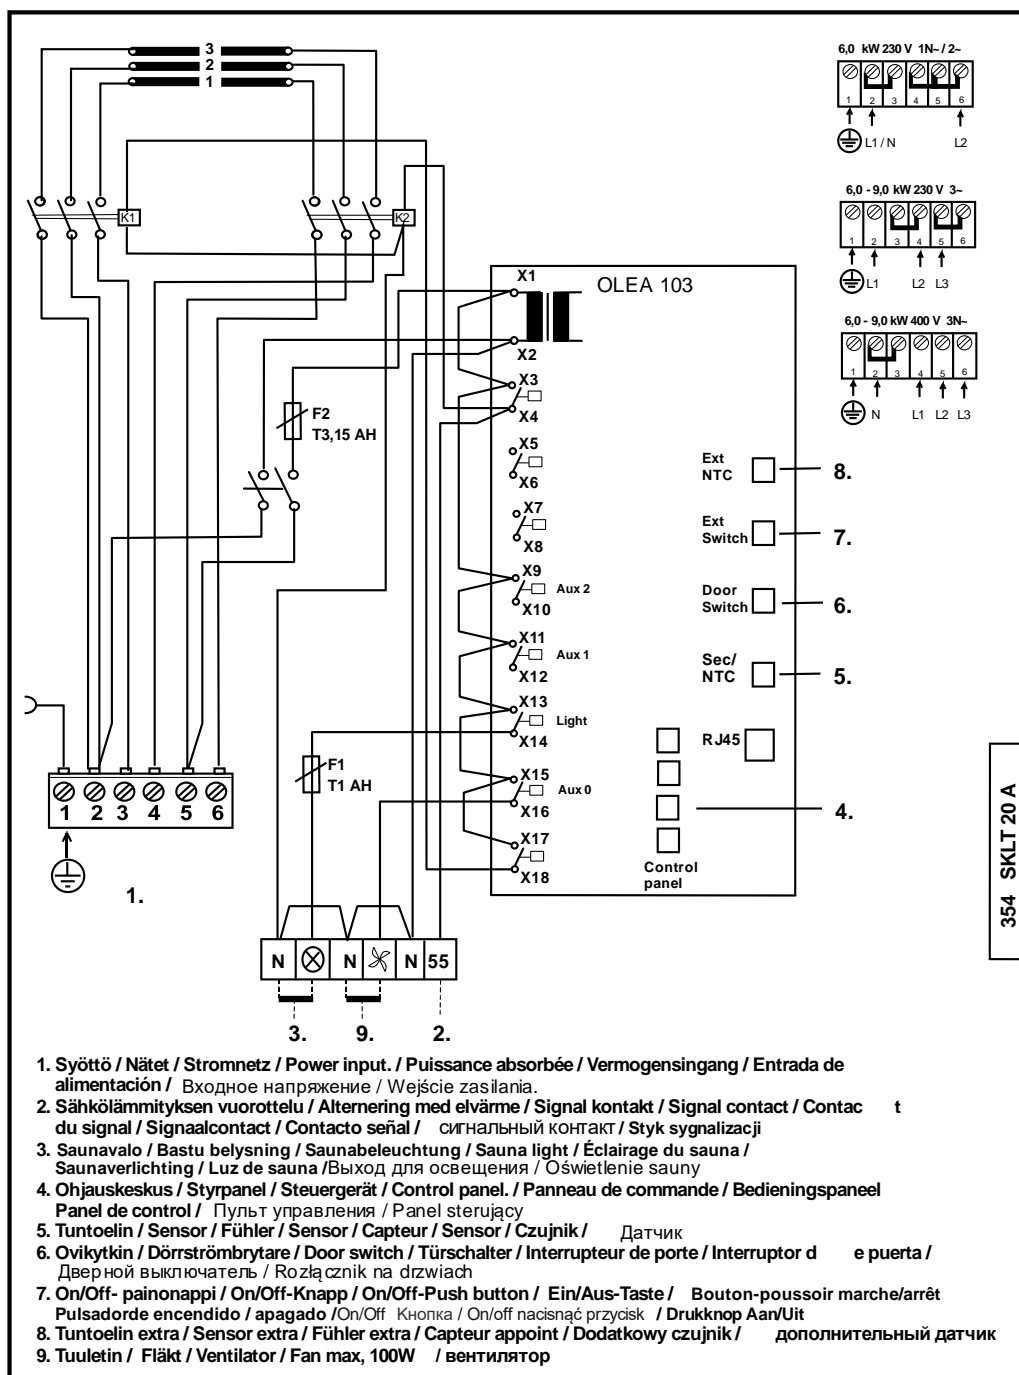 3
2
1
K1
K2
6,0 kW 230 V 1N~ / 2~
1 2 3 4 5 6
L1 / N L2
6,0 - 9,0 kW 230 V 3~
1 2 3 4 5 6
L1 L2 L3
6,0 - 9,0 kW 400 V 3N~
1 2 3 4 5 6
N L1 L2 L3
OLEA 103
X1
X2
X3
X4
X5
X6
X7
X8
X9
Aux 2
X10
X11
Aux 1
X12
X13
Light
X14
X15
Aux 0
X16
X17
X18
F2
T3,15 AH
F1
T1 AH
Ext
NTC
8.
Ext
Switch
7.
Door
Switch
6.
Sec/
NTC
5.
RJ45
4.
Control
panel
1 2 3 4 5 6
1.
N N N 55
3. 9. 2.
354 SKLT 20 A
1. Syöttö / Nätet / Stromnetz / Power input. / Puissance absorbée / Vermogensingang / Entrada de
alimentación / Входное напряжение / Wejście zasilania.
2. Sähkölämmityksen vuorottelu / Alternering med elvärme / Signal kontakt / Signal contact / Contac t
du signal / Signaalcontact / Contacto señal / сигнальный контакт / Styk sygnalizacji
3. Saunavalo / Bastu belysning / Saunabeleuchtung / Sauna light / Éclairage du sauna /
Saunaverlichting / Luz de sauna /Выход для освещения / Oświetlenie sauny
4. Ohjauskeskus / Styrpanel / Steuergerät / Control panel. / Panneau de commande / Bedieningspaneel
Panel de control / Пульт управления / Panel sterujący
5. Tuntoelin / Sensor / Fühler / Sensor / Capteur / Sensor / Czujnik / Датчик
6. Ovikytkin / Dörrströmbrytare / Door switch / Türschalter / Interrupteur de porte / Interruptor d e puerta /
Дверной выключатель / Rozłącznik na drzwiach
7. On/Off- painonappi / On/Off-Knapp / On/Off-Push button / Ein/Aus-Taste / Bouton-poussoir marche/arrêt
Pulsadorde encendido / apagado /On/Off Кнопка / On/off nacisnąć przycisk / Drukknop Aan/Uit
8. Tuntoelin extra / Sensor extra / Fühler extra / Capteur appoint / Dodatkowy czujnik / дополнительный датчик
9. Tuuletin / Fläkt / Ventilator / Fan max, 100W / вентилятор